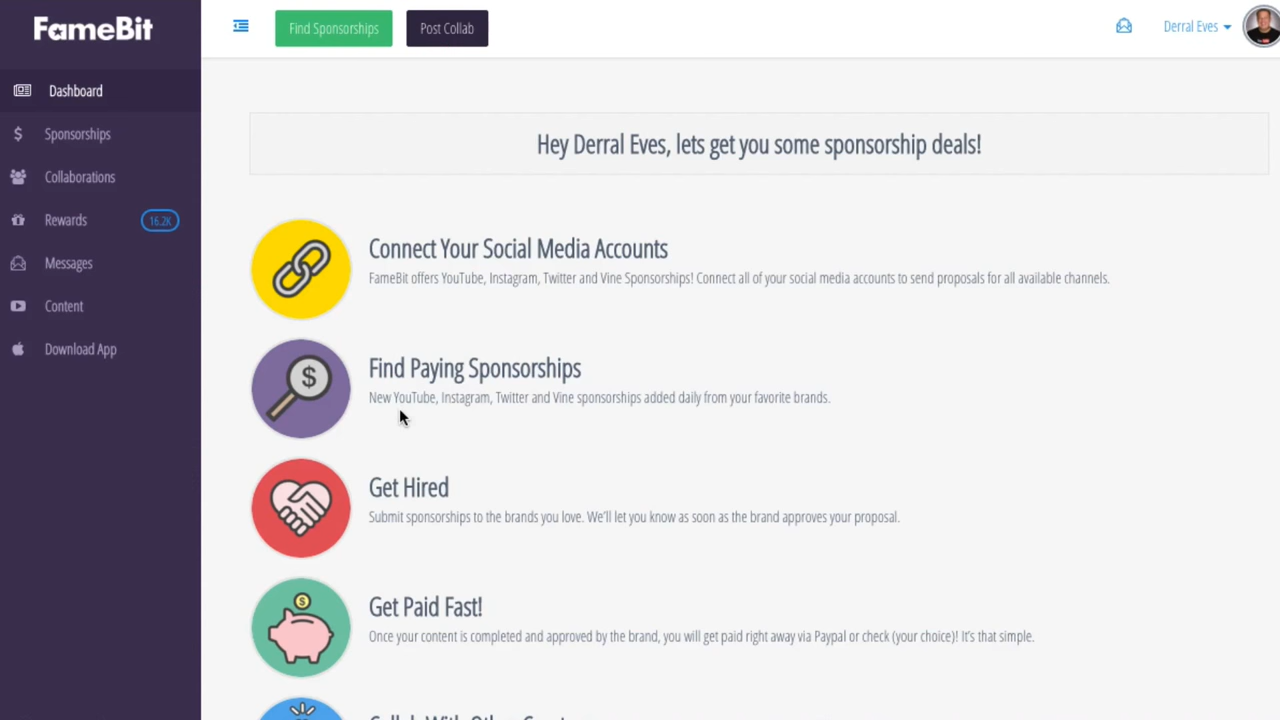 FameBit
Find Sponsorships
Post Collab
Derral Eves
Dashboard
Sponsorships
Collaborations
Rewards
16.2K
Messages
Content
Download App
Hey Derral Eves, lets get you some sponsorship deals!
Connect Your Social Media Accounts
FameBit offers YouTube, Instagram, Twitter and Vine Sponsorships! Connect all of your social media accounts to send proposals for all available channels.
$
Find Paying Sponsorships
New YouTube, Instagram, Twitter and Vine sponsorships added daily from your favorite brands.
Get Hired
Submit sponsorships to the brands you love. We'll let you know as soon as the brand approves your proposal.
$
Get Paid Fast!
Once your content is completed and approved by the brand, you will get paid right away via Paypal or check (your choice)! It's that simple.